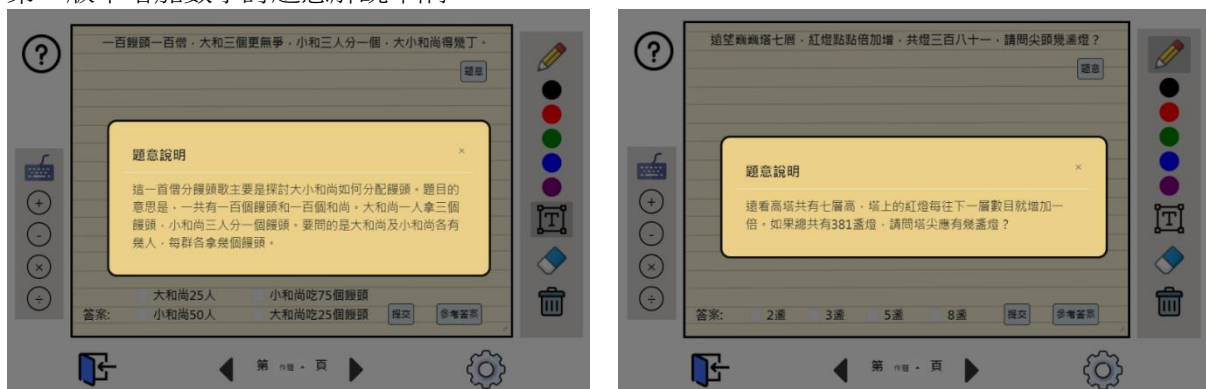 一百饅頭一百僧，大和三個更無爭，小和三人分一個，大小和尚得幾丁。
題意
題意說明
×
這一首僧分饅頭歌主要是探討大小和尚如何分配饅頭。題目的
意思是，一共有一百個饅頭和一百個和尚。大和尚一人拿三個
饅頭，小和尚三人分一個饅頭。要問的是大和尚及小和尚各有
幾人，每群各拿幾個饅頭。
大和尚25人 小和尚吃75個饅頭
答案: 小和尚50人 大和尚吃25個饅頭 提交 參考答案
第 作題 頁
T
遠望巍巍塔七層，紅燈點點倍加增，共燈三百八十一，請問尖頭幾盞燈？
題意
題意說明
×
遠看高塔共有七層高，塔上的紅燈每往下一層數目就增加一
倍。如果總共有381盞燈，請問塔尖應有幾盞燈？
答案: 2盞 3盞 5盞 8盞 提交 參考答案
第 作題 頁
T